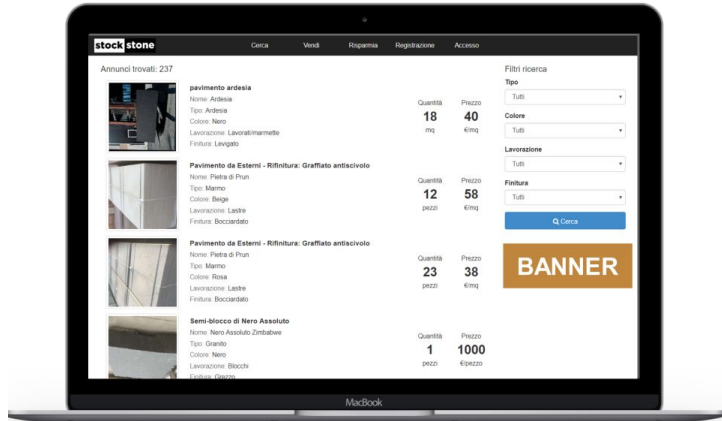 stock stone
Cerca Vendi Risparmia Registrazione Accesso
Annunci trovati: 237
pavimento ardesia
Nome: Ardesia
Tipo: Ardesia
Colore: Nero
Lavorazione: Lavorati/marmette
Finitura: Levigato
Quantità
18
mq
Prezzo
40
€/mq
Pavimento da Esterni - Rifinitura: Graffiato antiscivolo
Nome: Pietra di Prun
Tipo: Marmo
Colore: Beige
Lavorazione: Lastre
Finitura: Bocciardato
Quantità
12
pezzi
Prezzo
58
€/mq
Pavimento da Esterni - Rifinitura: Graffiato antiscivolo
Nome: Pietra di Prun
Tipo: Marmo
Colore: Rosa
Lavorazione: Lastre
Finitura: Bocciardato
Quantità
23
pezzi
Prezzo
38
€/mq
Semi-blocco di Nero Assoluto
Nome: Nero Assoluto Zimbabwe
Tipo: Granito
Colore: Nero
Lavorazione: Blocchi
Finitura: Grezzo
Quantità
1
pezzi
Prezzo
1000
€/pezzo
Filtri ricerca
Tipo
Tutti
Colore
Tutti
Lavorazione
Tutti
Finitura
Tutti
Cerca
BANNER
MacBook